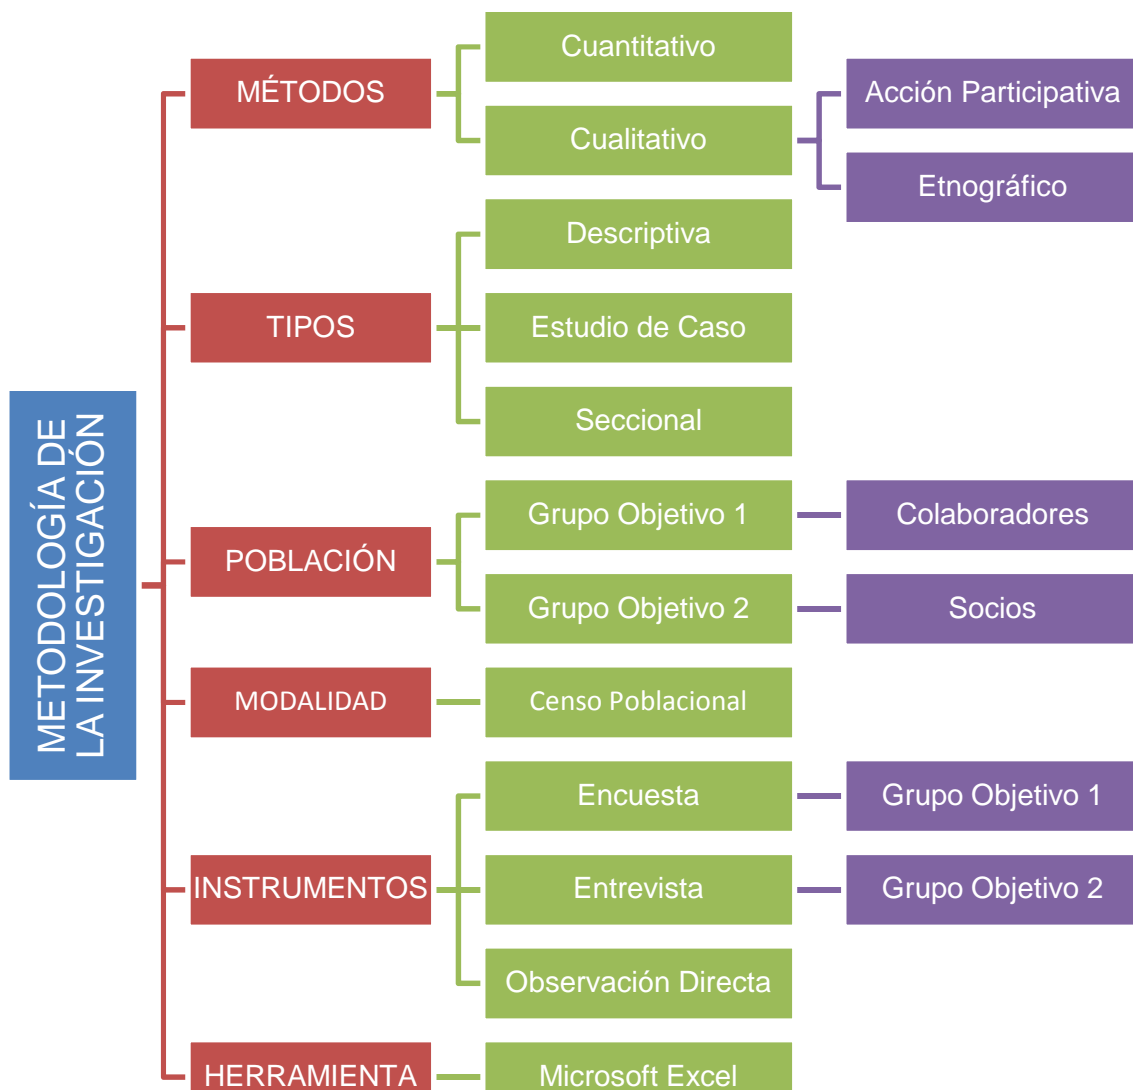 METODOLOGÍA DE
LA INVESTIGACIÓN
MÉTODOS
Cuantitativo
Cualitativo
Acción Participativa
Etnográfico
TIPOS
Descriptiva
Estudio de Caso
Seccional
POBLACIÓN
Grupo Objetivo 1
Colaboradores
Grupo Objetivo 2
Socios
MODALIDAD
Censo Poblacional
INSTRUMENTOS
Encuesta
Grupo Objetivo 1
Entrevista
Grupo Objetivo 2
Observación Directa
HERRAMIENTA
Microsoft Excel